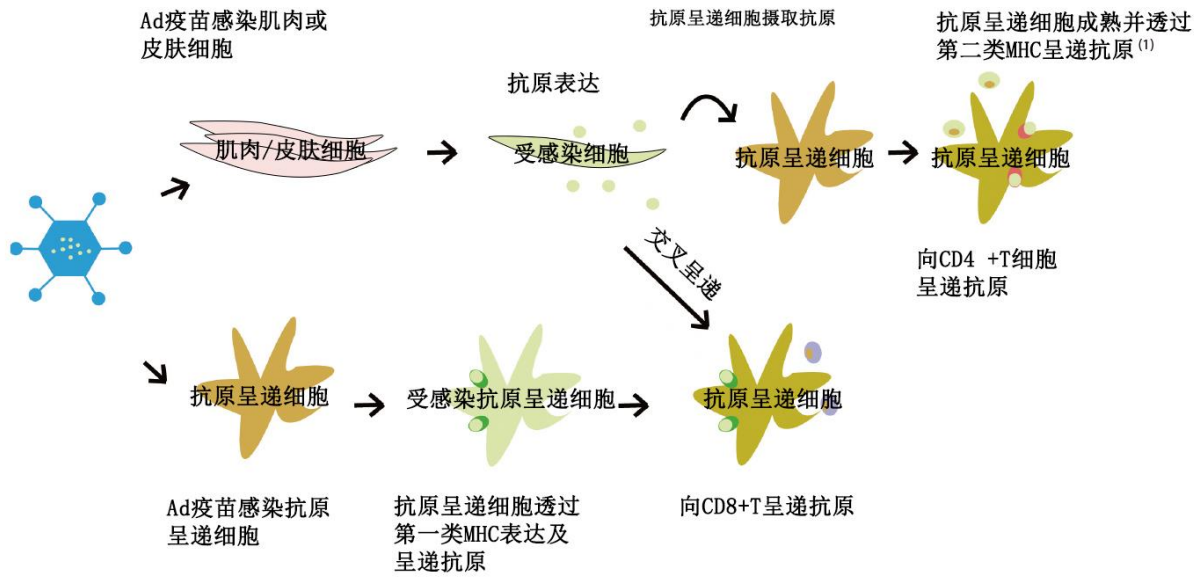 Ad疫苗感染肌肉或
皮肤细胞
抗原呈递细胞摄取抗原
抗原呈递细胞成熟并透过
第二类MHC呈递抗原(1)
抗原表达
肌肉/皮肤细胞
受感染细胞
抗原呈递细胞
抗原呈递细胞
交叉呈递
向CD4 +T细胞
呈递抗原
抗原呈递细胞
受感染抗原呈递细胞
抗原呈递细胞
Ad疫苗感染抗原
呈递细胞
抗原呈递细胞透过
第一类MHC表达及
呈递抗原
向CD8+T呈递抗原